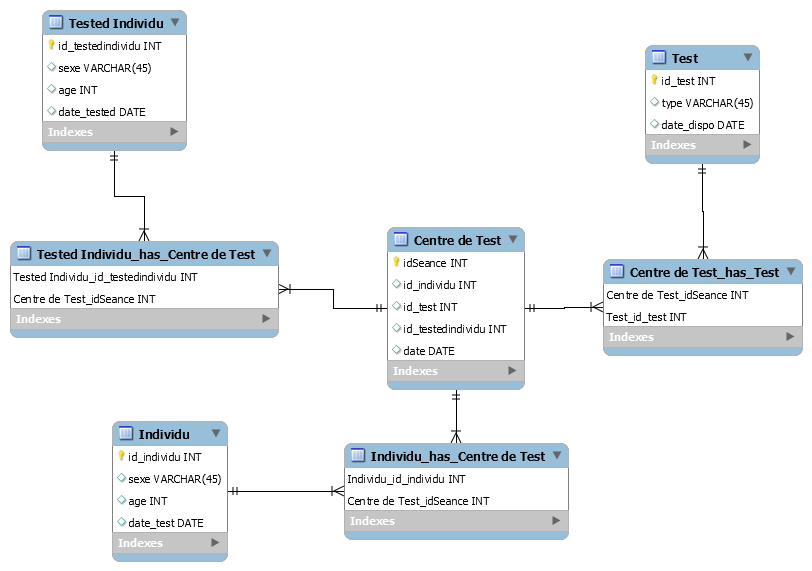 Tested Individu
id_testedindividu INT
sexe VARCHAR(45)
age INT
date_tested DATE
Indexes
Test
id_test INT
type VARCHAR(45)
date_dispo DATE
Indexes
Tested Individu_has_Centre de Test
Tested Individu_id_testedindividu INT
Centre de Test_idSeance INT
Indexes
Centre de Test
idSeance INT
id_individu INT
id_test INT
id_testedindividu INT
date DATE
Indexes
Centre de Test_has_Test
Centre de Test_idSeance INT
Test_id_test INT
Indexes
Individu
id_individu INT
sexe VARCHAR(45)
age INT
date_test DATE
Indexes
Individu_has_Centre de Test
Individu_id_individu INT
Centre de Test_idSeance INT
Indexes